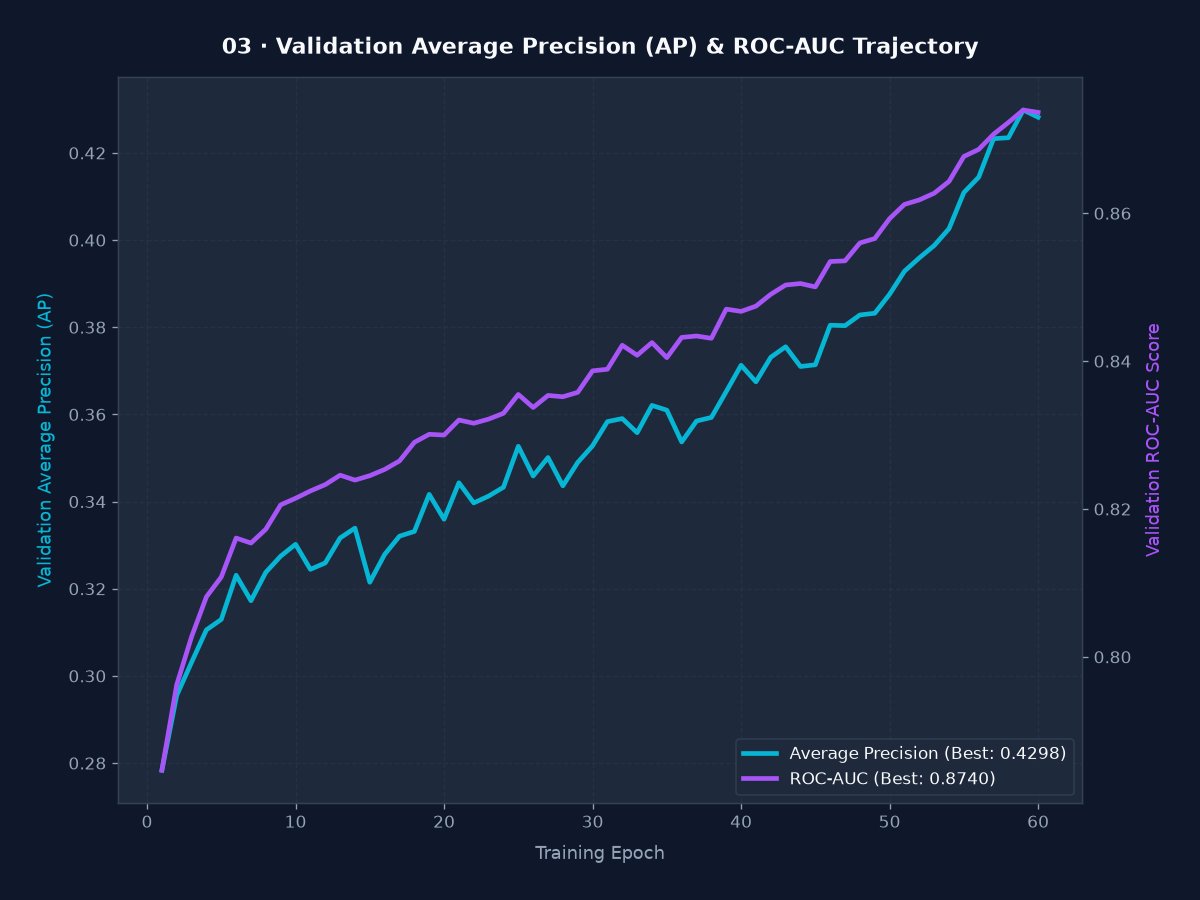 03 · Validation Average Precision (AP) & ROC-AUC Trajectory
Validation Average Precision (AP)
0.42
0.40
0.38
0.36
0.34
0.32
0.30
0.28
0.86
0.84
0.82
0.80
Validation ROC-AUC Score
Average Precision (Best: 0.4298)
ROC-AUC (Best: 0.8740)
0 10 20 30 40 50 60
Training Epoch